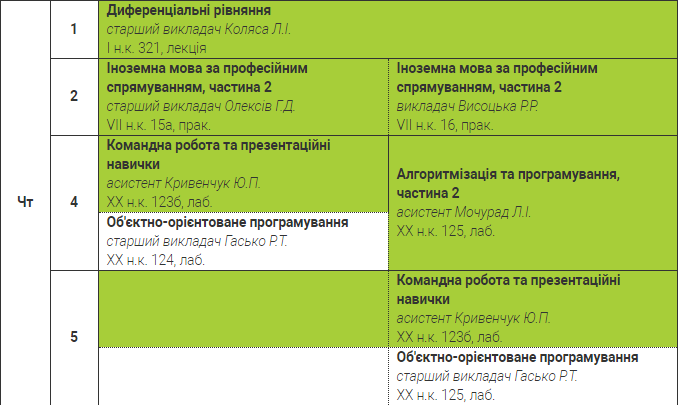 Чт
1
Диференціальні рівняння
старший викладач Коляса Л.І.
I н.к. 321, лекція
2
Іноземна мова за професійним
спрямуванням, частина 2
старший викладач Олексів Г.Д.
VII н.к. 15а, прак.
Іноземна мова за професійним
спрямуванням, частина 2
викладач Висоцька Р.Р.
VII н.к. 16, прак.
4
Командна робота та презентаційні
навички
асистент Кривенчук Ю.П.
XX н.к. 123б, лаб.
Об'єктно-орієнтоване програмування
старший викладач Гасько Р.Т.
XX н.к. 124, лаб.
Алгоритмізація та програмування,
частина 2
асистент Мочурад Л.І.
XX н.к. 125, лаб.
5
Командна робота та презентаційні
навички
асистент Кривенчук Ю.П.
XX н.к. 123б, лаб.
Об'єктно-орієнтоване програмування
старший викладач Гасько Р.Т.
XX н.к. 125, лаб.